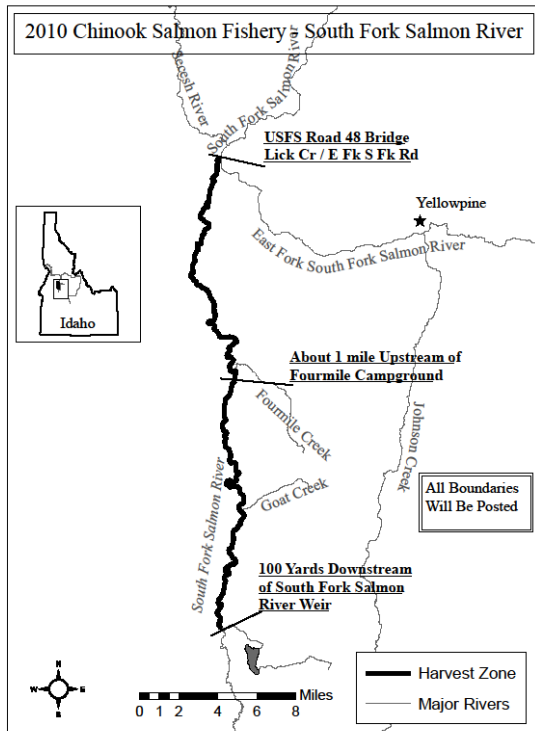 2010 Chinook Salmon Fishery - South Fork Salmon River
Secesh River
South Fork Salmon River
USFS Road 48 Bridge
Lick Cr / E Fk S Fk Rd
Yellowpine
East Fork South Fork Salmon River
Idaho
About 1 mile Upstream of
Fourmile Campground
Fourmile Creek
Johnson Creek
Goat Creek
South Fork Salmon River
All Boundaries
Will Be Posted
100 Yards Downstream
of South Fork Salmon
River Weir
N
W E
S
Miles
0 1 2 4 6 8
Harvest Zone
Major Rivers